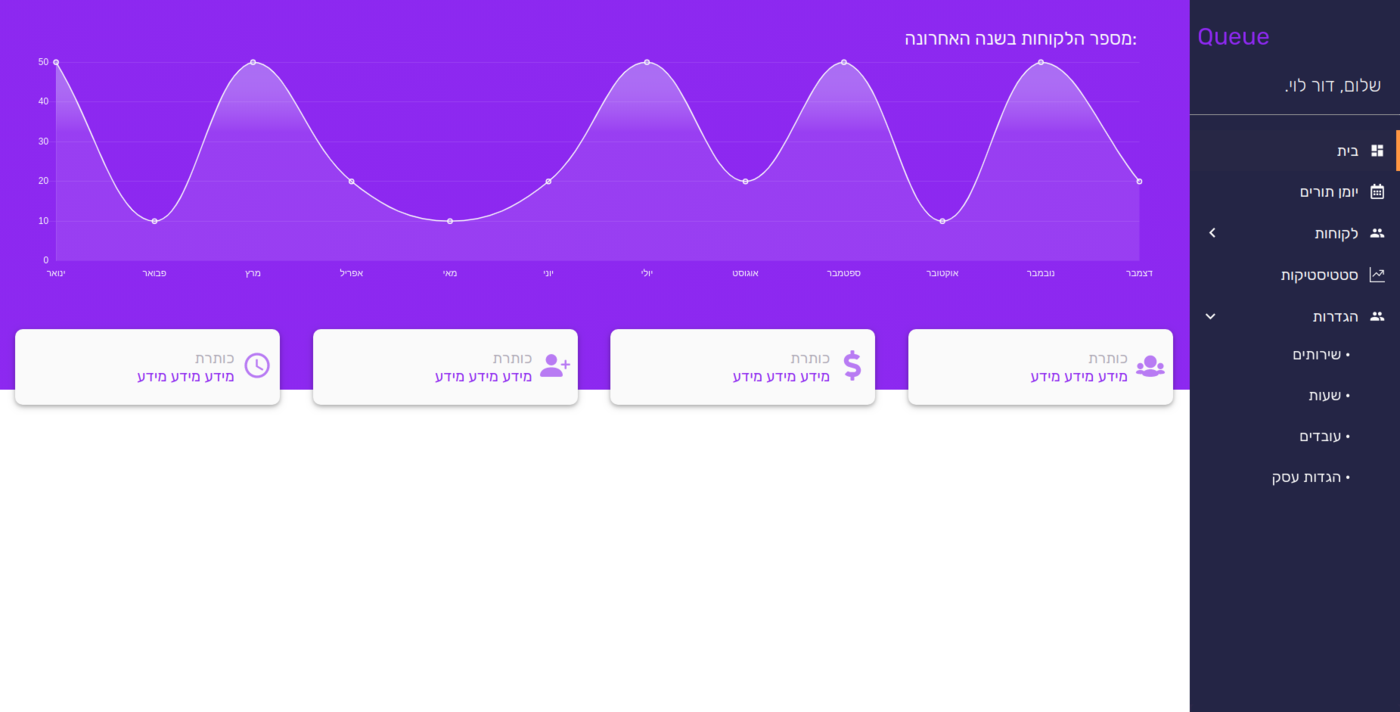 Queue
שלום, דור לוי.
בית
יומן תורים
לקוחות
סטטיסטיקות
הגדרות
• שירותים
• שעות
• עובדים
• הגדות עסק
מספר הלקוחות בשנה האחרונה:
50
40
30
20
10
0
ינואר
פבואר
מרץ
אפריל
מאי
יוני
יולי
אוגוסט
ספטמבר
אוקטובר
נובמבר
דצמבר
כותרת
מידע מידע מידע
כותרת
מידע מידע מידע
כותרת
מידע מידע מידע
כותרת
מידע מידע מידע